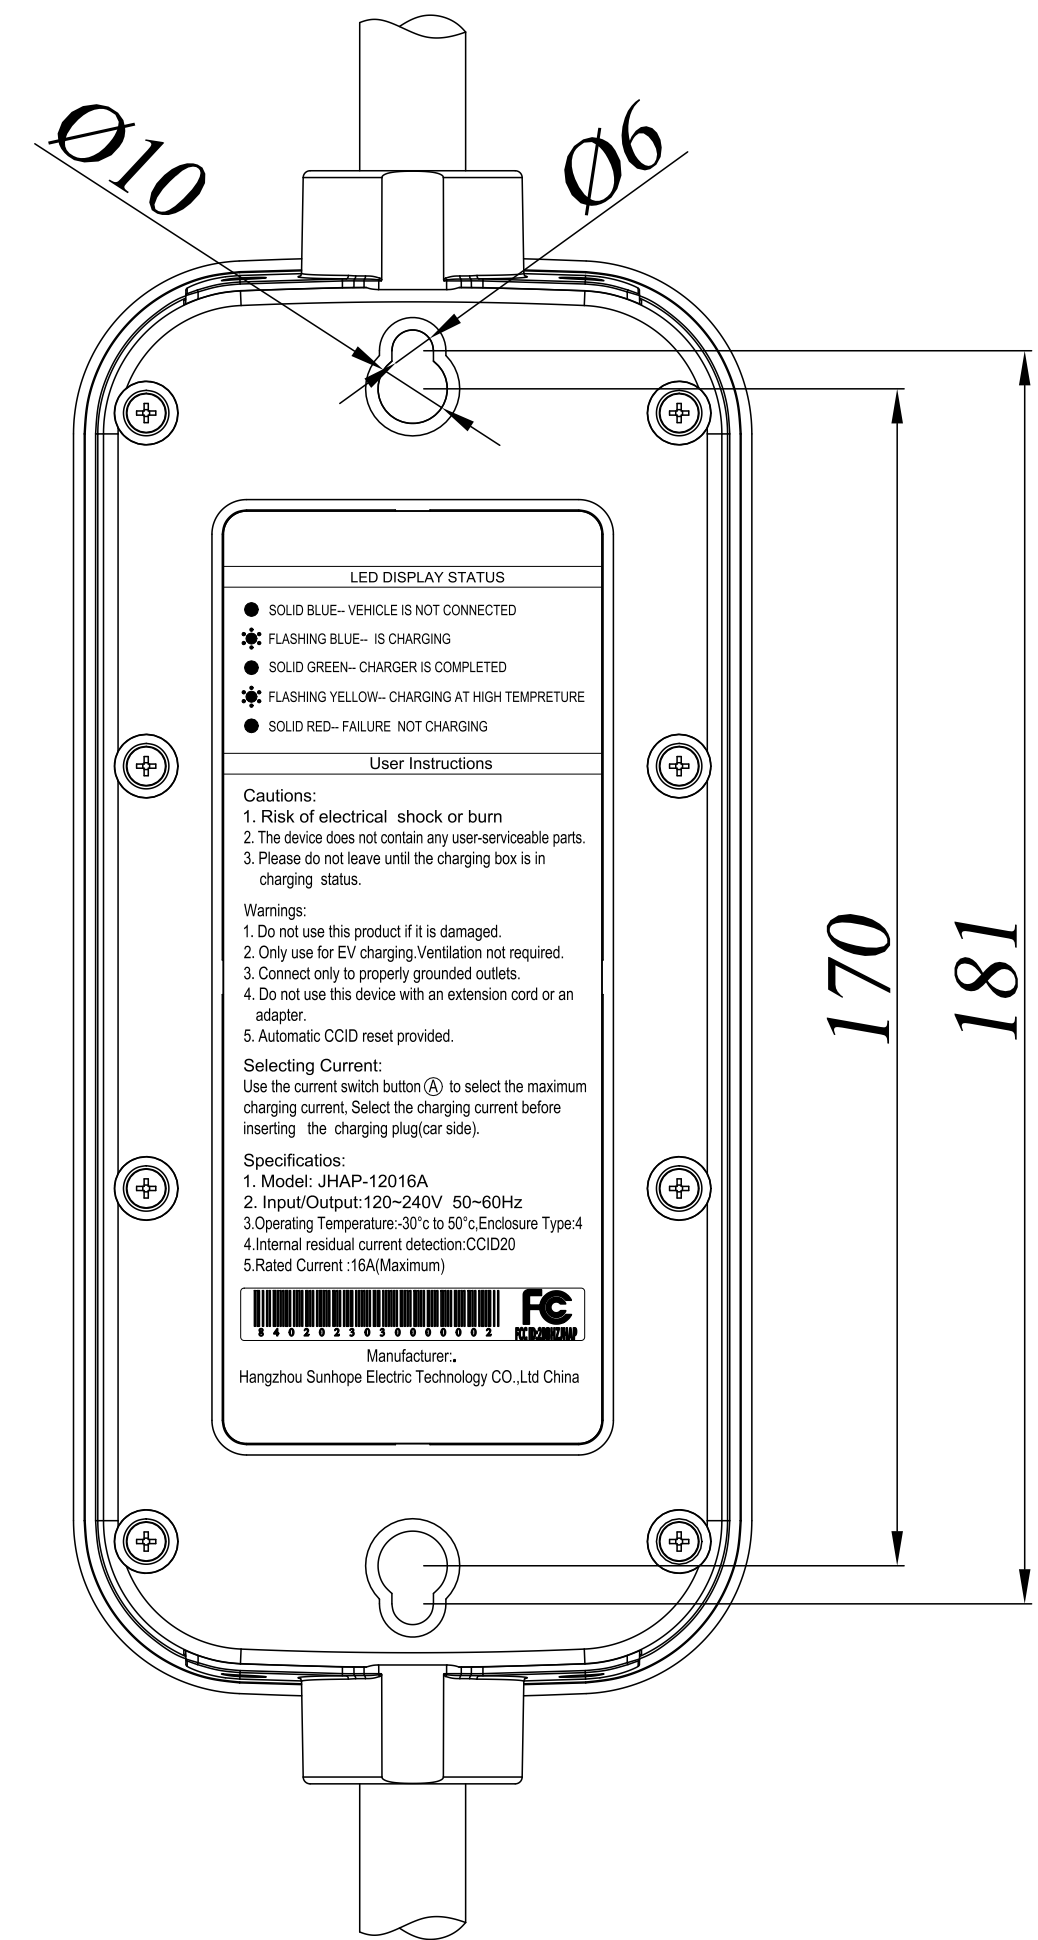 Ø10
Ø6
LED DISPLAY STATUS
SOLID BLUE-- VEHICLE IS NOT CONNECTED
FLASHING BLUE-- IS CHARGING
SOLID GREEN-- CHARGER IS COMPLETED
FLASHING YELLOW-- CHARGING AT HIGH TEMPRETURE
SOLID RED-- FAILURE NOT CHARGING
User Instructions
Cautions:
1. Risk of electrical shock or burn
2. The device does not contain any user-serviceable parts.
3. Please do not leave until the charging box is in
charging status.
Warnings:
1. Do not use this product if it is damaged.
2. Only use for EV charging.Ventilation not required.
3. Connect only to properly grounded outlets.
4. Do not use this device with an extension cord or an
adapter.
5. Automatic CCID reset provided.
Selecting Current:
Use the current switch button Ⓐ to select the maximum
charging current, Select the charging current before
inserting the charging plug(car side).
Specificatios:
1. Model: JHAP-12016A
2. Input/Output:120~240V 50~60Hz
3.Operating Temperature:-30°c to 50°c,Enclosure Type:4
4.Internal residual current detection:CCID20
5.Rated Current :16A(Maximum)
8 4 0 2 0 2 3 0 3 0 0 0 0 0 0 2
FC
FCC ID:
Manufacturer:.
Hangzhou Sunhope Electric Technology CO.,Ltd China
170
181